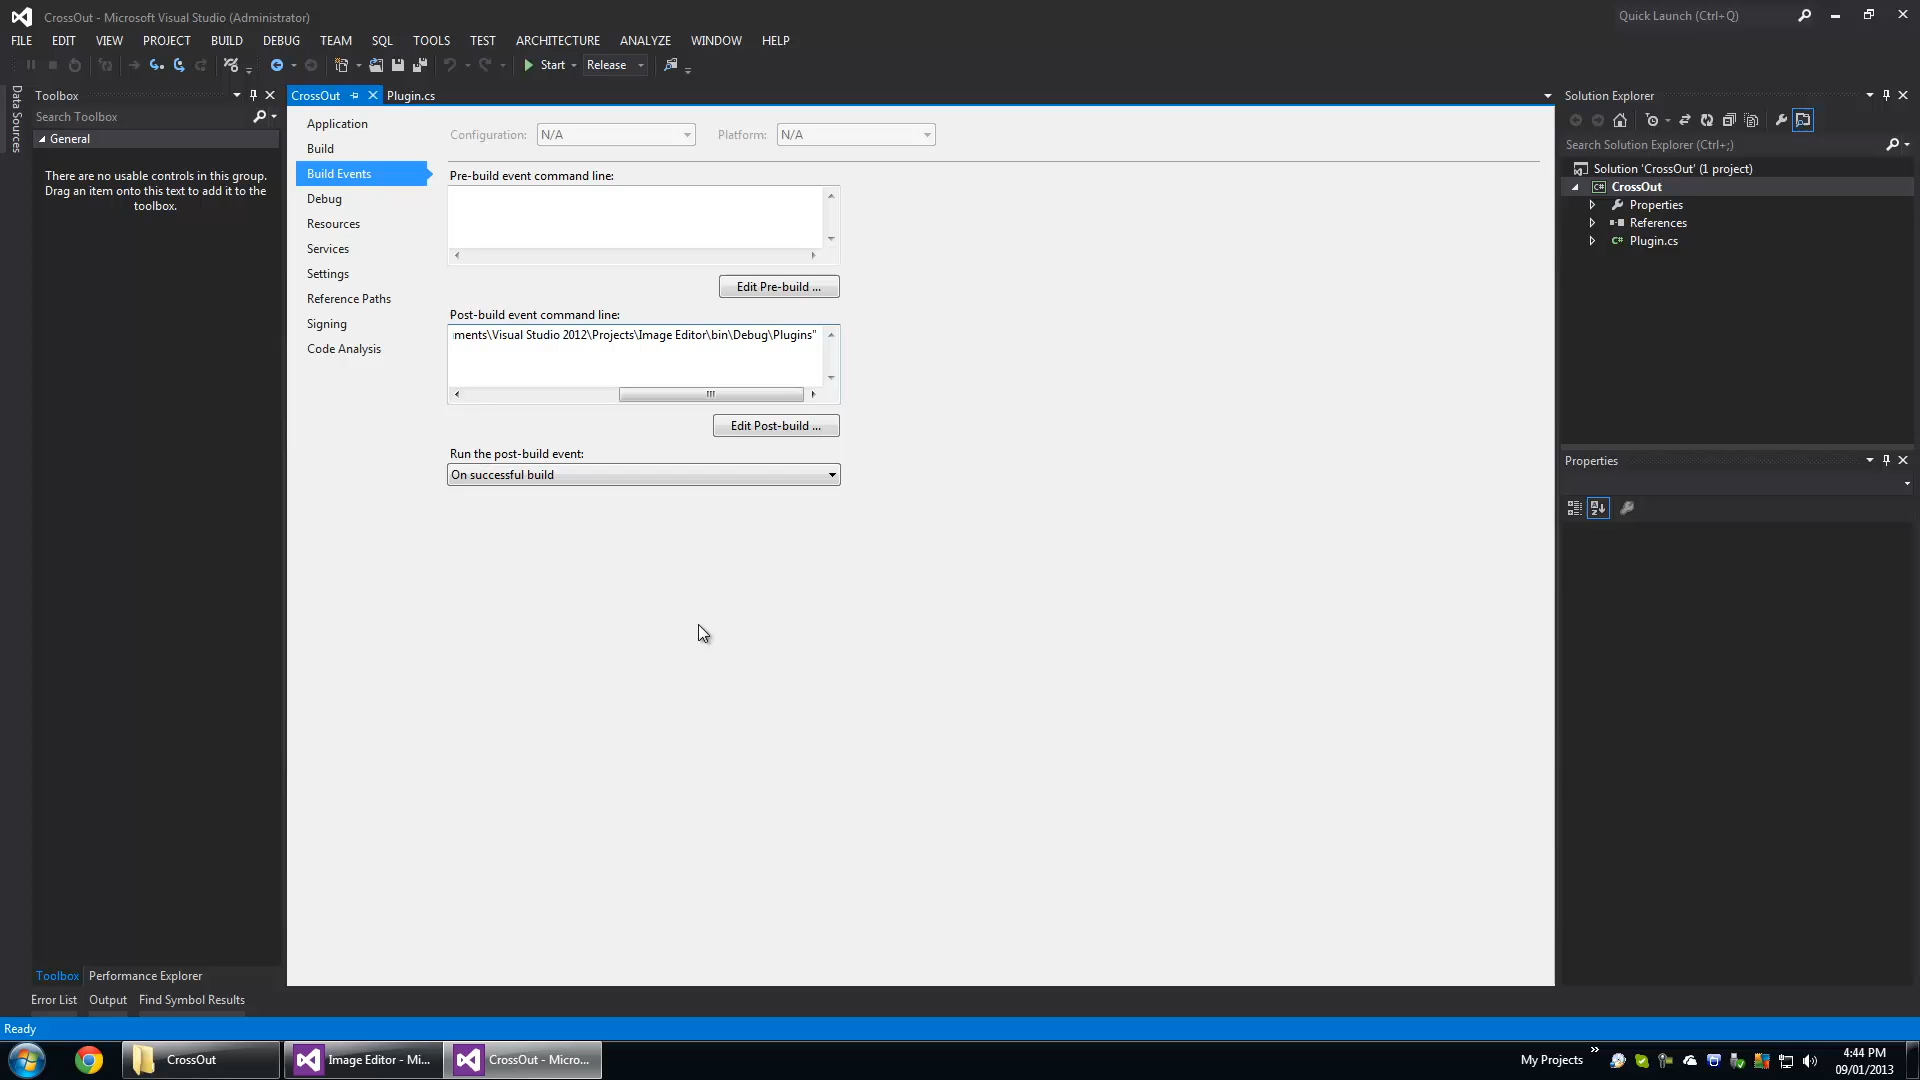 CrossOut - Microsoft Visual Studio (Administrator)
Quick Launch (Ctrl+Q)
FILE EDIT VIEW PROJECT BUILD DEBUG TEAM SQL TOOLS TEST ARCHITECTURE ANALYZE WINDOW HELP
Start Release
Data Sources
Toolbox
Search Toolbox
General
There are no usable controls in this group.
Drag an item onto this text to add it to the
toolbox.
CrossOut Plugin.cs
Application
Build
Build Events
Debug
Resources
Services
Settings
Reference Paths
Signing
Code Analysis
Configuration: N/A Platform: N/A
Pre-build event command line:
Edit Pre-build ...
Post-build event command line:
ments\Visual Studio 2012\Projects\Image Editor\bin\Debug\Plugins"
Edit Post-build ...
Run the post-build event:
On successful build
Solution Explorer
Search Solution Explorer (Ctrl+;)
Solution 'CrossOut' (1 project)
C# CrossOut
Properties
References
C# Plugin.cs
Properties
Toolbox Performance Explorer
Error List Output Find Symbol Results
Ready
CrossOut
Image Editor - Mi...
CrossOut - Micro...
My Projects
4:44 PM
09/01/2013